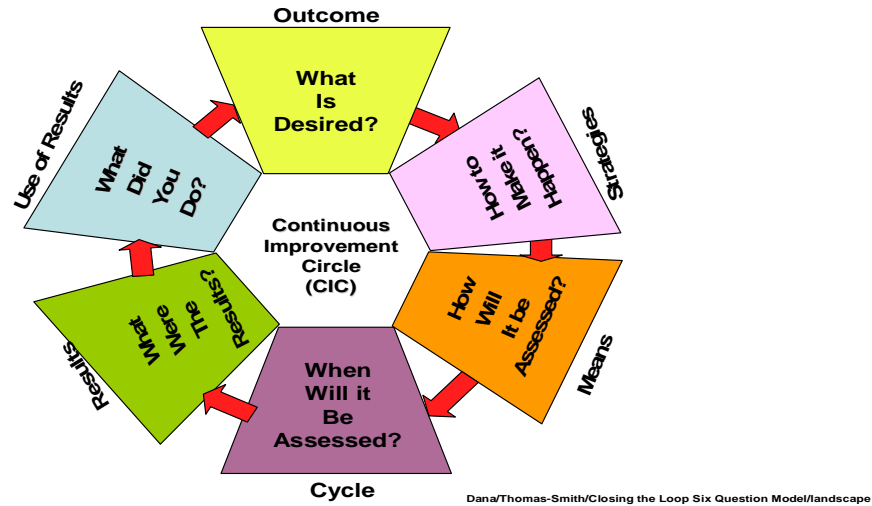 Outcome
What
Is
Desired?
Strategies
How to
Make it
Happen?
Means
How
Will
It be
Assessed?
When
Will it
Be
Assessed?
Cycle
Results
What
Were
The
Results?
Use of Results
What
Did
You
Do?
Continuous
Improvement
Circle
(CIC)
Dana/Thomas-Smith/Closing the Loop Six Question Model/landscape